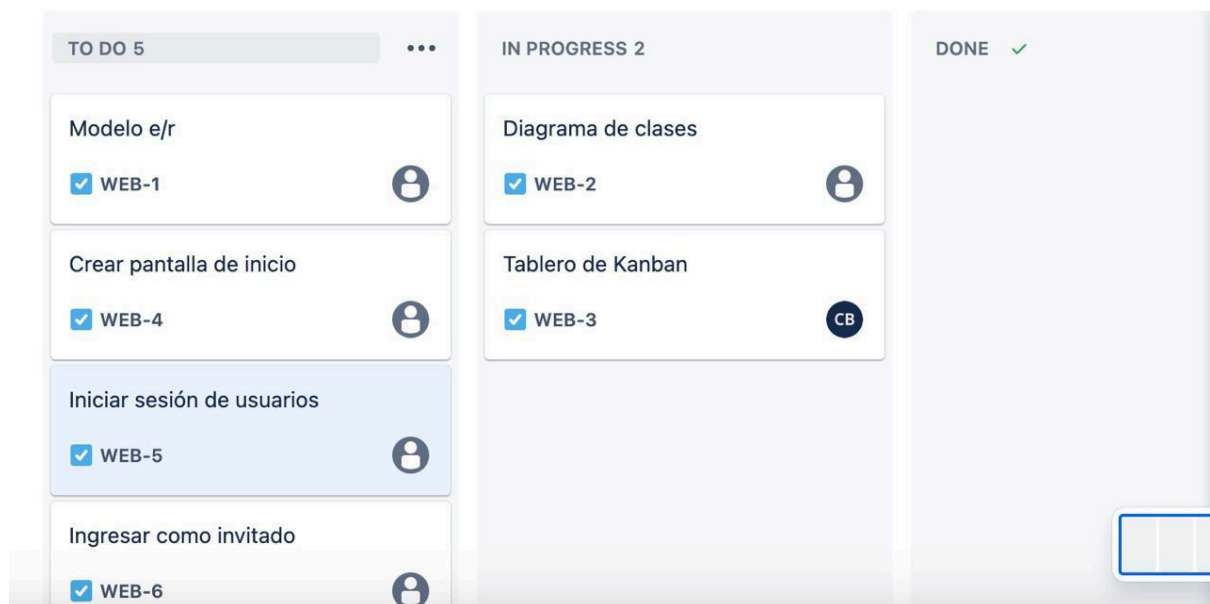 TO DO 5
Modelo e/r
WEB-1
Crear pantalla de inicio
WEB-4
Iniciar sesión de usuarios
WEB-5
Ingresar como invitado
WEB-6
IN PROGRESS 2
Diagrama de clases
WEB-2
Tablero de Kanban
WEB-3
CB
DONE